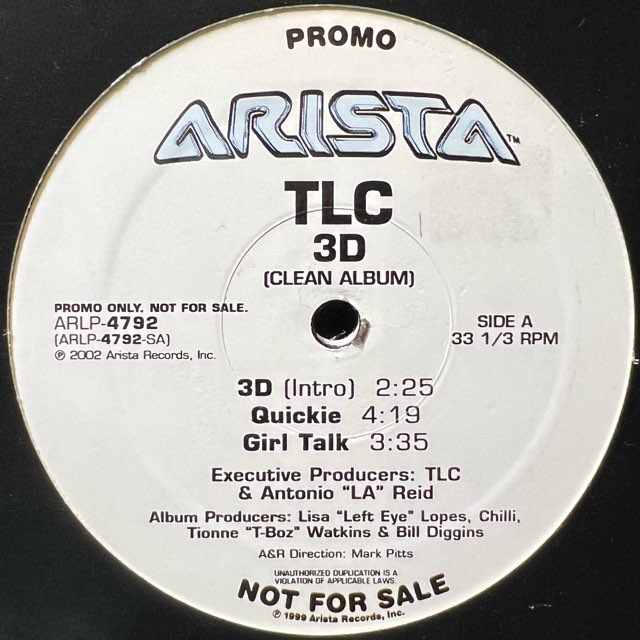 PROMO
ARISTA™
TLC
3D
(CLEAN ALBUM)
PROMO ONLY. NOT FOR SALE.
ARLP-4792
(ARLP-4792-SA)
℗ 2002 Arista Records, Inc.
SIDE A
33 1/3 RPM
3D (Intro) 2:25
Quickie 4:19
Girl Talk 3:35
Executive Producers: TLC
& Antonio "LA" Reid
Album Producers: Lisa "Left Eye" Lopes, Chilli,
Tionne "T-Boz" Watkins & Bill Diggins
A&R Direction: Mark Pitts
UNAUTHORIZED DUPLICATION IS A
VIOLATION OF APPLICABLE LAWS.
NOT FOR SALE
℗ 1999 Arista Records, Inc.